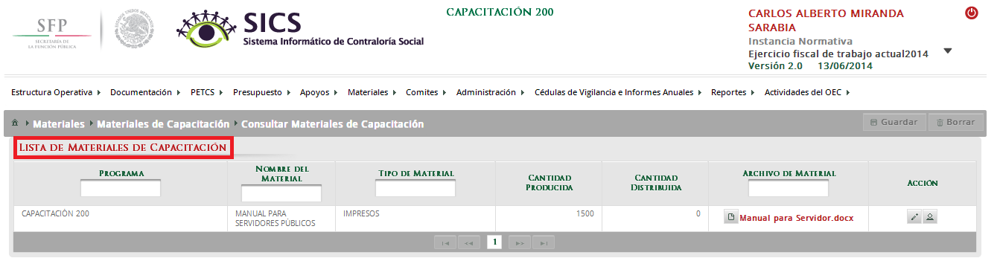 SFP
SECRETARÍA DE
LA FUNCIÓN PÚBLICA
ESTADOS UNIDOS MEXICANOS
SICS
Sistema Informático de Contraloría Social
CAPACITACIÓN 200
CARLOS ALBERTO MIRANDA
SARABIA
Instancia Normativa
Ejercicio fiscal de trabajo actual2014
Versión 2.0 13/06/2014
Estructura Operativa Documentación PETCS Presupuesto Apoyos Materiales Comites Administración Cédulas de Vigilancia e Informes Anuales Reportes Actividades del OEC
Materiales Materiales de Capacitación Consultar Materiales de Capacitación
Guardar Borrar
LISTA DE MATERIALES DE CAPACITACIÓN
PROGRAMA
NOMBRE DEL
MATERIAL
TIPO DE MATERIAL
CANTIDAD
PRODUCIDA
CANTIDAD
DISTRIBUIDA
ARCHIVO DE MATERIAL
ACCIÓN
CAPACITACIÓN 200
MANUAL PARA
SERVIDORES PÚBLICOS
IMPRESOS
1500
0
Manual para Servidor.docx
1